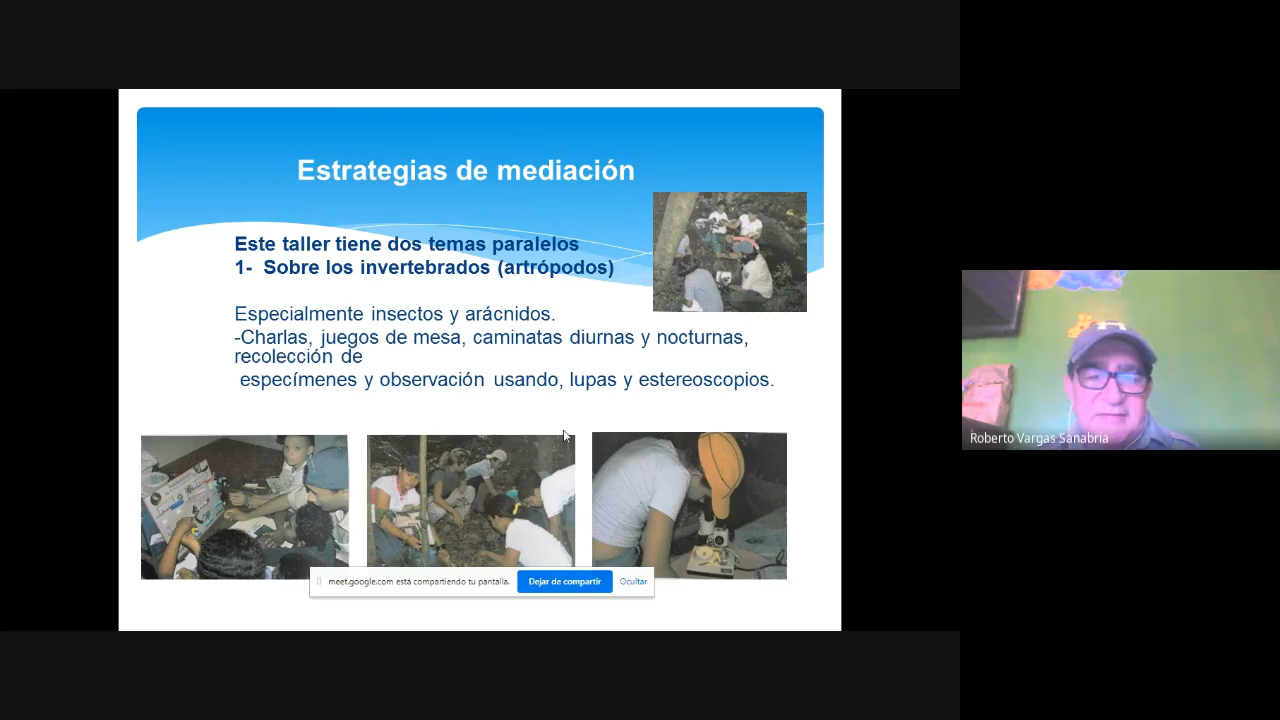 Estrategias de mediación
Este taller tiene dos temas paralelos
1- Sobre los invertebrados (artrópodos)
Especialmente insectos y arácnidos.
-Charlas, juegos de mesa, caminatas diurnas y nocturnas,
recolección de
especímenes y observación usando, lupas y estereoscopios.
meet.google.com está compartiendo tu pantalla. Dejar de compartir Ocultar
Roberto Vargas Sanabria